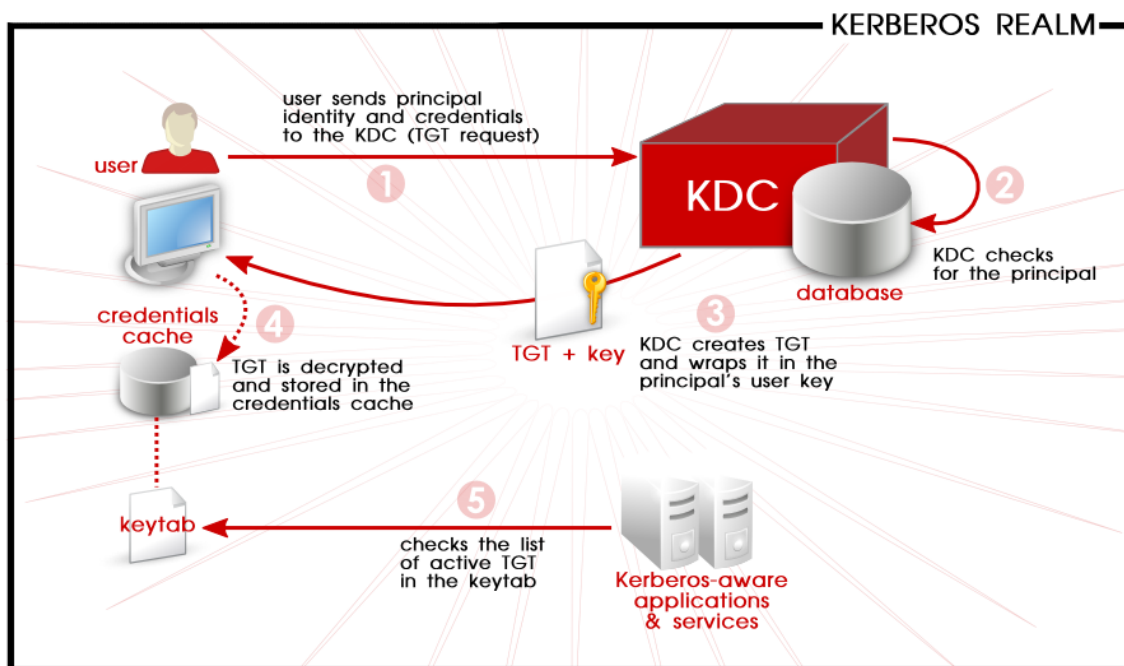 KERBEROS REALM
user sends principal
identity and credentials
to the KDC (TGT request)
user
1
KDC
2
KDC checks
for the principal
database
credentials
cache
4
TGT is decrypted
and stored in the
credentials cache
TGT + key
3
KDC creates TGT
and wraps it in the
principal's user key
keytab
5
checks the list
of active TGT
in the keytab
Kerberos-aware
applications
& services